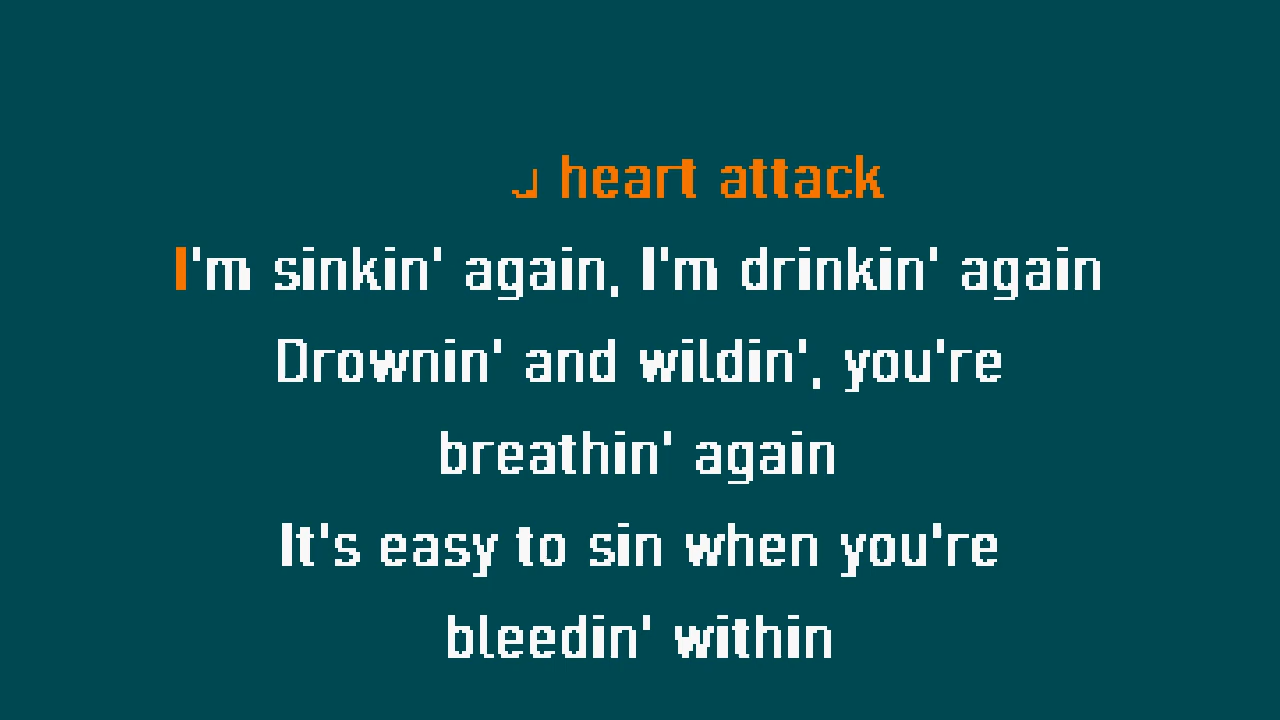 heart attack
I'm sinkin' again, I'm drinkin' again
Drownin' and wildin', you're
breathin' again
It's easy to sin when you're
bleedin' within